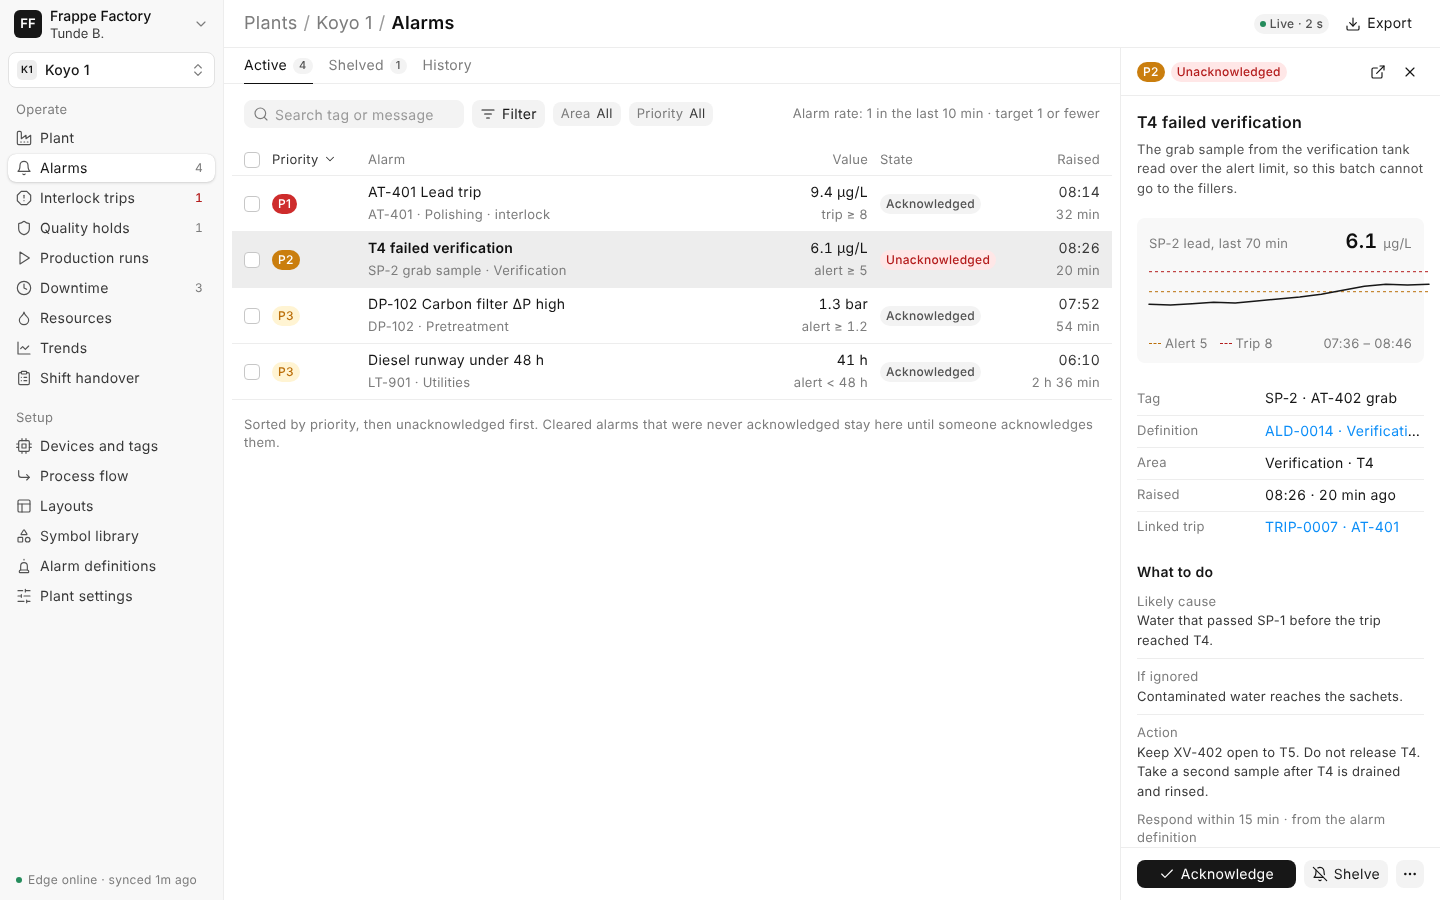 FF
Frappe Factory
Tunde B.
K1
Koyo 1
Operate
Plant
Alarms 4
Interlock trips 1
Quality holds 1
Production runs
Downtime 3
Resources
Trends
Shift handover
Setup
Devices and tags
Process flow
Layouts
Symbol library
Alarm definitions
Plant settings
Edge online · synced 1m ago
Plants / Koyo 1 / Alarms
Live · 2 s
Export
Active 4 Shelved 1 History
Search tag or message
Filter
Area All
Priority All
Alarm rate: 1 in the last 10 min · target 1 or fewer
Priority Alarm Value State Raised
P1 AT-401 Lead trip 9.4 µg/L Acknowledged 08:14
AT-401 · Polishing · interlock trip ≥ 8 32 min
P2 T4 failed verification 6.1 µg/L Unacknowledged 08:26
SP-2 grab sample · Verification alert ≥ 5 20 min
P3 DP-102 Carbon filter ΔP high 1.3 bar Acknowledged 07:52
DP-102 · Pretreatment alert ≥ 1.2 54 min
P3 Diesel runway under 48 h 41 h Acknowledged 06:10
LT-901 · Utilities alert < 48 h 2 h 36 min
Sorted by priority, then unacknowledged first. Cleared alarms that were never acknowledged stay here until someone acknowledges
them.
P2 Unacknowledged
T4 failed verification
The grab sample from the verification tank
read over the alert limit, so this batch cannot
go to the fillers.
SP-2 lead, last 70 min 6.1 µg/L
Alert 5 Trip 8 07:36 – 08:46
Tag SP-2 · AT-402 grab
Definition ALD-0014 · Verificati...
Area Verification · T4
Raised 08:26 · 20 min ago
Linked trip TRIP-0007 · AT-401
What to do
Likely cause
Water that passed SP-1 before the trip
reached T4.
If ignored
Contaminated water reaches the sachets.
Action
Keep XV-402 open to T5. Do not release T4.
Take a second sample after T4 is drained
and rinsed.
Respond within 15 min · from the alarm
definition
Acknowledge
Shelve